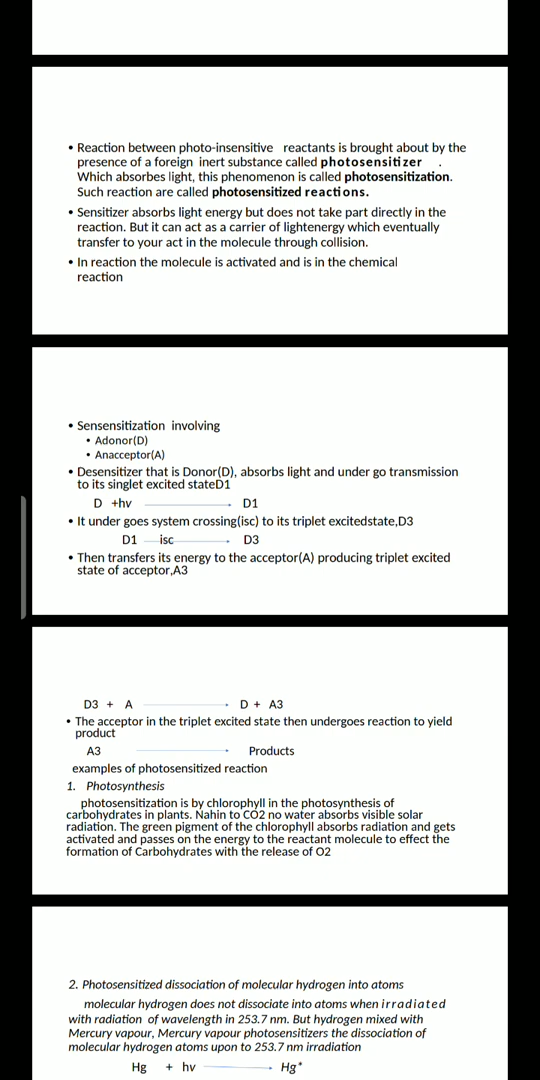 • Reaction between photo-insensitive reactants is brought about by the
presence of a foreign inert substance called photosensitizer .
Which absorbes light, this phenomenon is called photosensitization.
Such reaction are called photosensitized reactions.
• Sensitizer absorbs light energy but does not take part directly in the
reaction. But it can act as a carrier of lightenergy which eventually
transfer to your act in the molecule through collision.
• In reaction the molecule is activated and is in the chemical
reaction
• Sensensitization involving
• Adonor(D)
• Anacceptor(A)
• Desensitizer that is Donor(D), absorbs light and under go transmission
to its singlet excited stateD1
D +hv → D1
• It under goes system crossing(isc) to its triplet excitedstate,D3
D1 isc → D3
• Then transfers its energy to the acceptor(A) producing triplet excited
state of acceptor,A3
D3 + A → D + A3
• The acceptor in the triplet excited state then undergoes reaction to yield
product
A3 → Products
examples of photosensitized reaction
1. Photosynthesis
photosensitization is by chlorophyll in the photosynthesis of
carbohydrates in plants. Nahin to CO2 no water absorbs visible solar
radiation. The green pigment of the chlorophyll absorbs radiation and gets
activated and passes on the energy to the reactant molecule to effect the
formation of Carbohydrates with the release of O2
2. Photosensitized dissociation of molecular hydrogen into atoms
molecular hydrogen does not dissociate into atoms when irradiated
with radiation of wavelength in 253.7 nm. But hydrogen mixed with
Mercury vapour, Mercury vapour photosensitizers the dissociation of
molecular hydrogen atoms upon to 253.7 nm irradiation
Hg + hv → Hg*